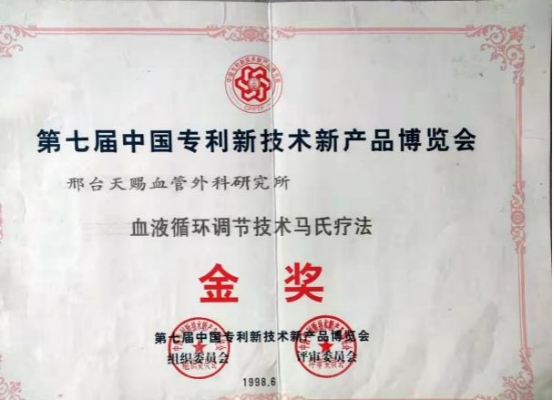 第七届中国专利新技术新产品博览会
邢台天赐血管外科研究所
血液循环调节技术马氏疗法
金奖
第七届中国专利新技术新产品博览会
组织委员会 评审委员会
1998.6